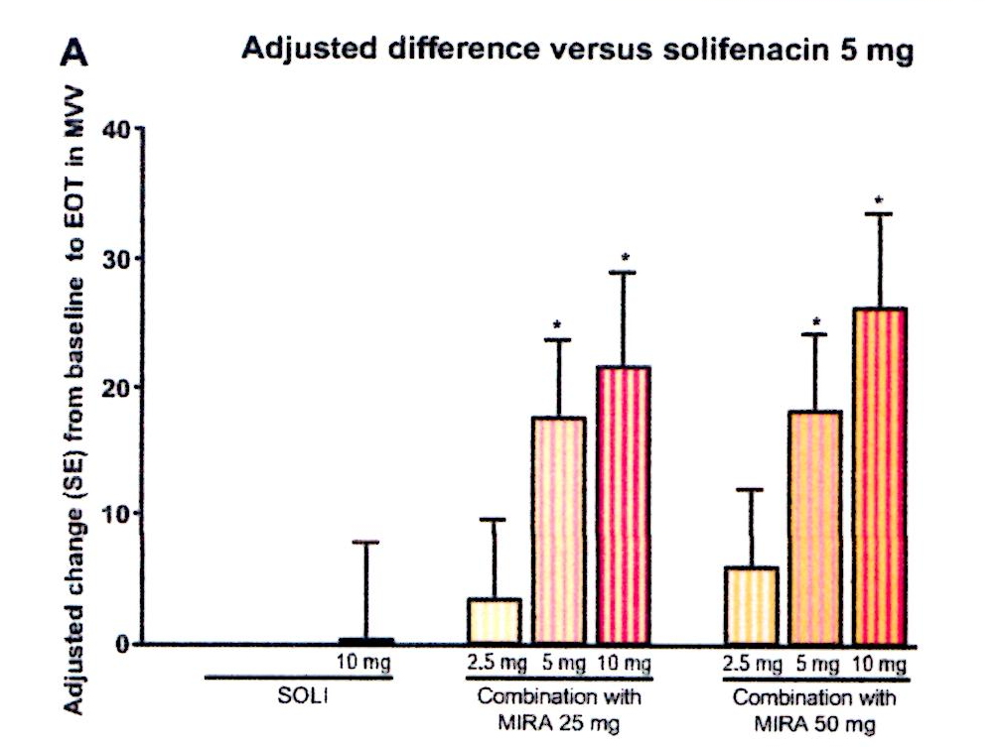 A
Adjusted difference versus solifenacin 5 mg
Adjusted change (SE) from baseline to EOT in MVV
40
30
20
10
0
*
*
*
*
10 mg
2.5 mg 5 mg 10 mg
2.5 mg 5 mg 10 mg
SOLI
Combination with
MIRA 25 mg
Combination with
MIRA 50 mg